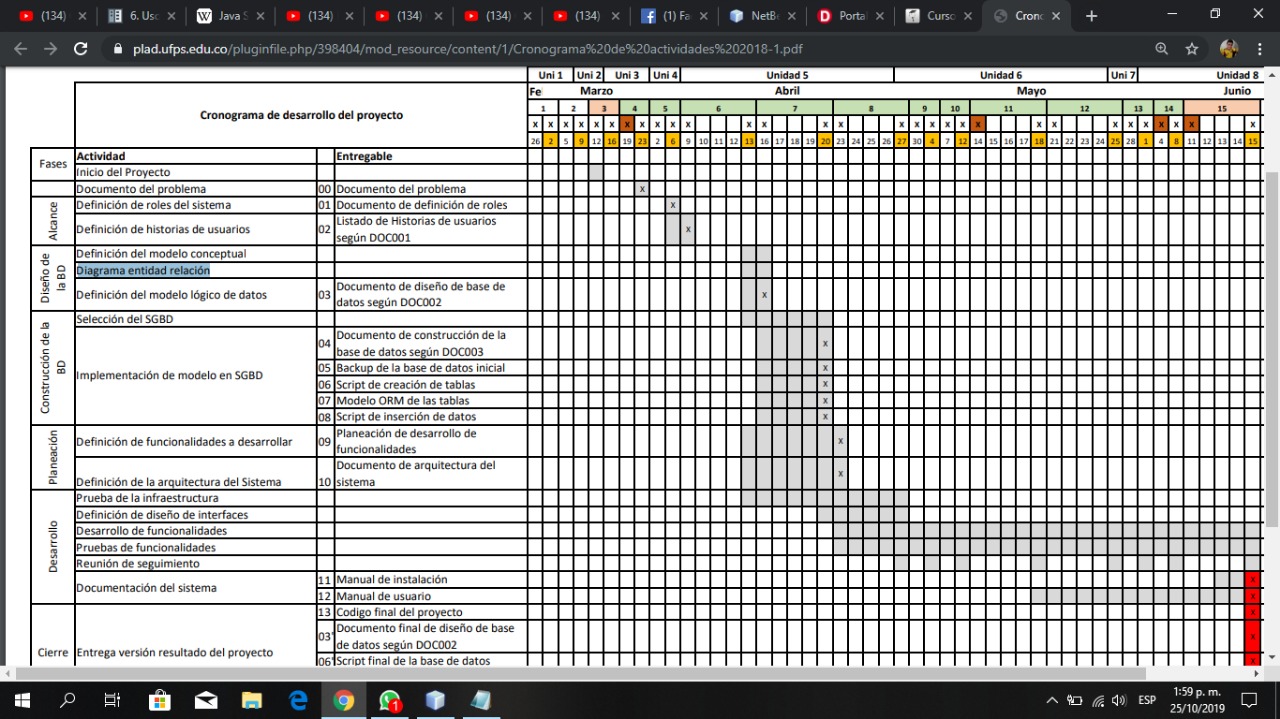 (134)
6. Usc
Java S
(134)
(134)
(134)
(134)
(1) Fa
NetBe
Porta
Curso
Cronc
plad.ufps.edu.co/pluginfile.php/398404/mod_resource/content/1/Cronograma%20de%20actividades%202018-1.pdf
Uni 1 Uni 2 Uni 3 Uni 4 Unidad 5 Unidad 6 Uni 7 Unidad 8
Cronograma de desarrollo del proyecto
Fe Marzo Abril Mayo Junio
1 2 3 4 5 6 7 8 9 10 11 12 13 14 15
x x x x x x x x x x x x x x x x x x x x x x x x x x x x x x
26 2 5 9 12 16 19 23 2 6 9 10 11 12 13 16 17 18 19 20 23 24 25 26 27 30 4 7 12 14 15 16 17 18 21 22 23 24 25 28 1 4 8 11 12 13 14 15
Fases Actividad Entregable
Inicio del Proyecto
Documento del problema 00 Documento del problema x
Alcance
Definición de roles del sistema 01 Documento de definición de roles x
Definición de historias de usuarios 02 Listado de Historias de usuarios
según DOC001 x
Diseño de
la BD
Definición del modelo conceptual
Diagrama entidad relación
Definición del modelo lógico de datos 03 Documento de diseño de base de
datos según DOC002 x
Construcción de la
BD
Selección del SGBD
Implementación de modelo en SGBD
04 Documento de construcción de la
base de datos según DOC003 x
05 Backup de la base de datos inicial x
06 Script de creación de tablas x
07 Modelo ORM de las tablas x
08 Script de inserción de datos x
Planeación
Definición de funcionalidades a desarrollar 09 Planeación de desarrollo de
funcionalidades x
Definición de la arquitectura del Sistema 10 Documento de arquitectura del
sistema x
Desarrollo
Prueba de la infraestructura
Definición de diseño de interfaces
Desarrollo de funcionalidades
Pruebas de funcionalidades
Reunión de seguimiento
Documentación del sistema
11 Manual de instalación x
12 Manual de usuario x
Cierre Entrega versión resultado del proyecto
13 Codigo final del proyecto x
03' Documento final de diseño de base
de datos según DOC002 x
06' Script final de la base de datos x
1
ESP
1:59 p. m.
25/10/2019